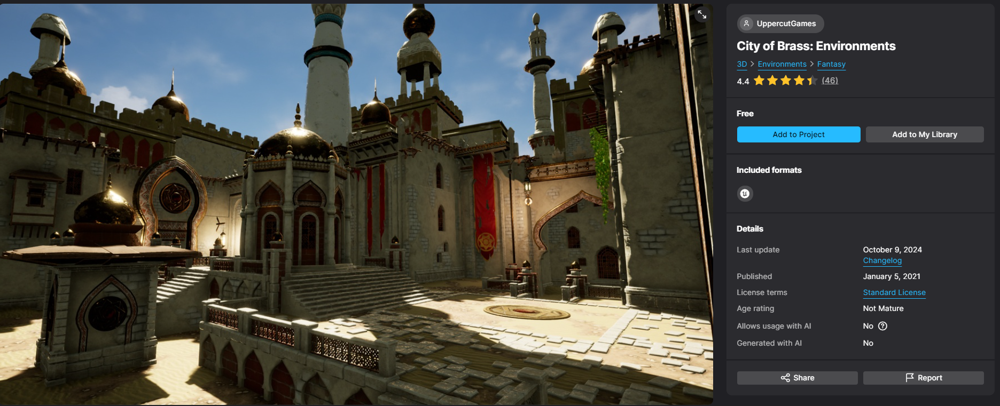 UppercutGames
City of Brass: Environments
3D > Environments > Fantasy
4.4 (46)
Free
Add to Project Add to My Library
Included formats
Details
Last update October 9, 2024
Changelog
Published January 5, 2021
License terms Standard License
Age rating Not Mature
Allows usage with AI No ?
Generated with AI No
Share Report